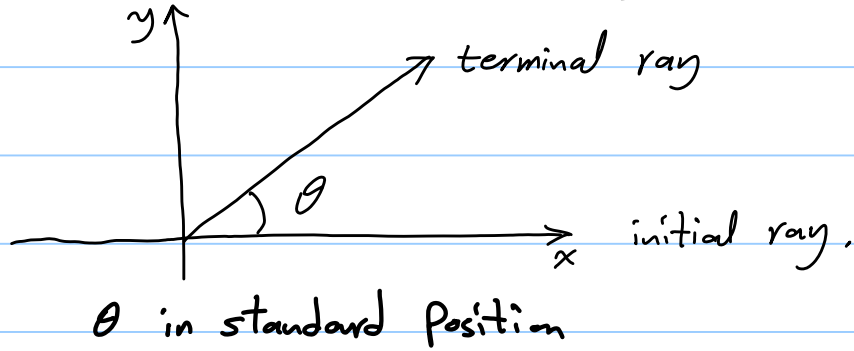 y
terminal ray
θ
x
initial ray.
θ in standard position